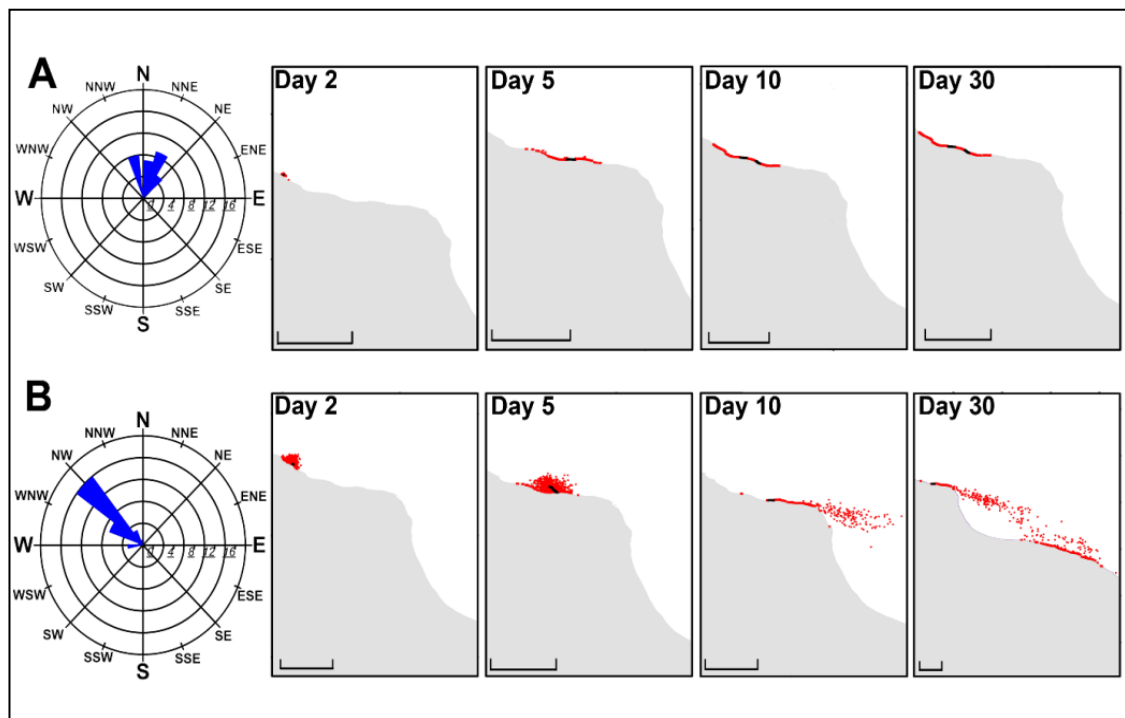 A
N
NNW
NNE
NW
NE
WNW
ENE
W
E
4 8 12 16
WSW
ESE
SW
SE
SSW
SSE
S
Day 2
Day 5
Day 10
Day 30
B
N
NNW
NNE
NW
NE
WNW
ENE
W
E
4 8 12 16
WSW
ESE
SW
SE
SSW
SSE
S
Day 2
Day 5
Day 10
Day 30